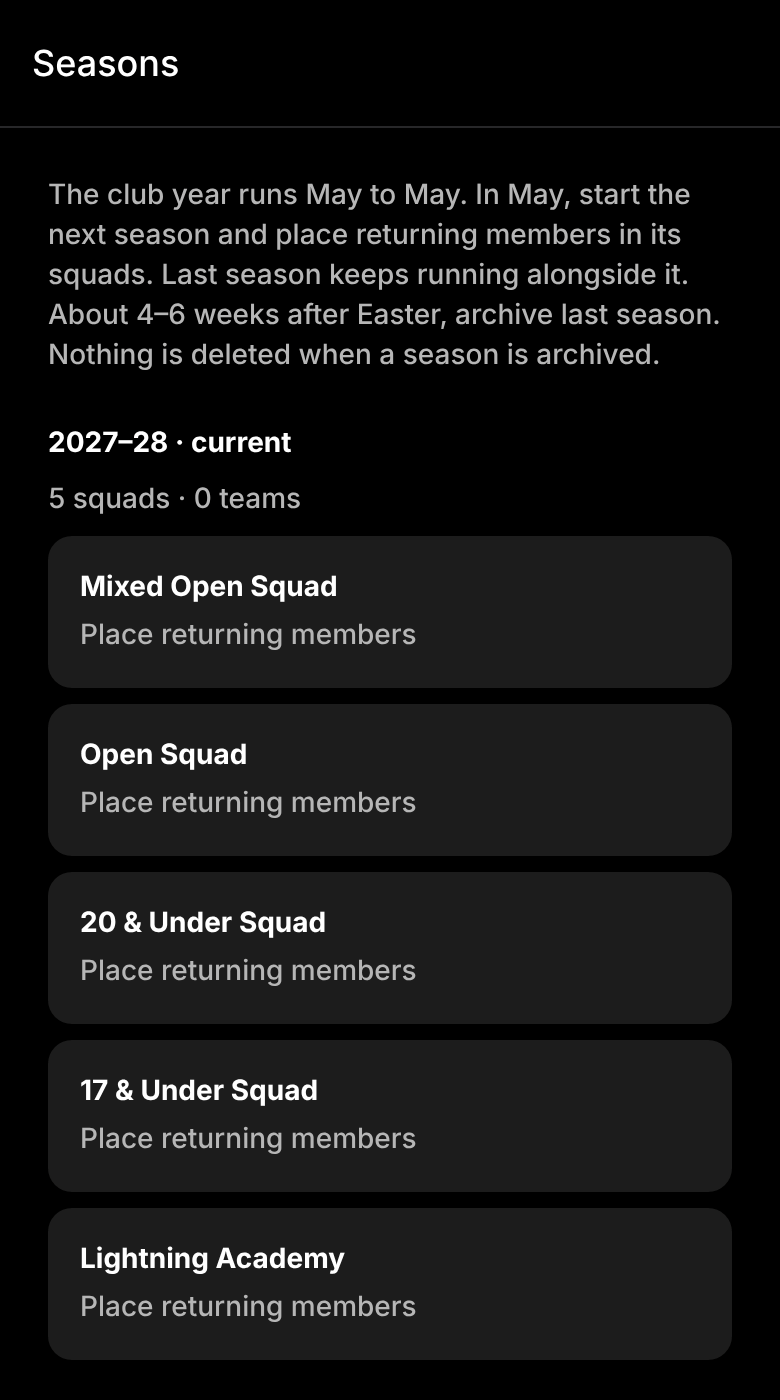 Seasons
The club year runs May to May. In May, start the
next season and place returning members in its
squads. Last season keeps running alongside it.
About 4–6 weeks after Easter, archive last season.
Nothing is deleted when a season is archived.
2027–28 · current
5 squads · 0 teams
Mixed Open Squad
Place returning members
Open Squad
Place returning members
20 & Under Squad
Place returning members
17 & Under Squad
Place returning members
Lightning Academy
Place returning members